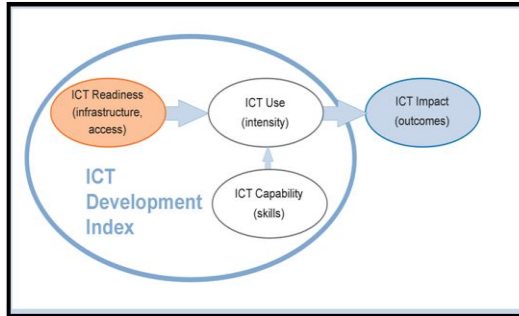 ICT Readiness
(infrastructure,
access)
ICT Use
(intensity)
ICT Impact
(outcomes)
ICT Capability
(skills)
ICT
Development
Index